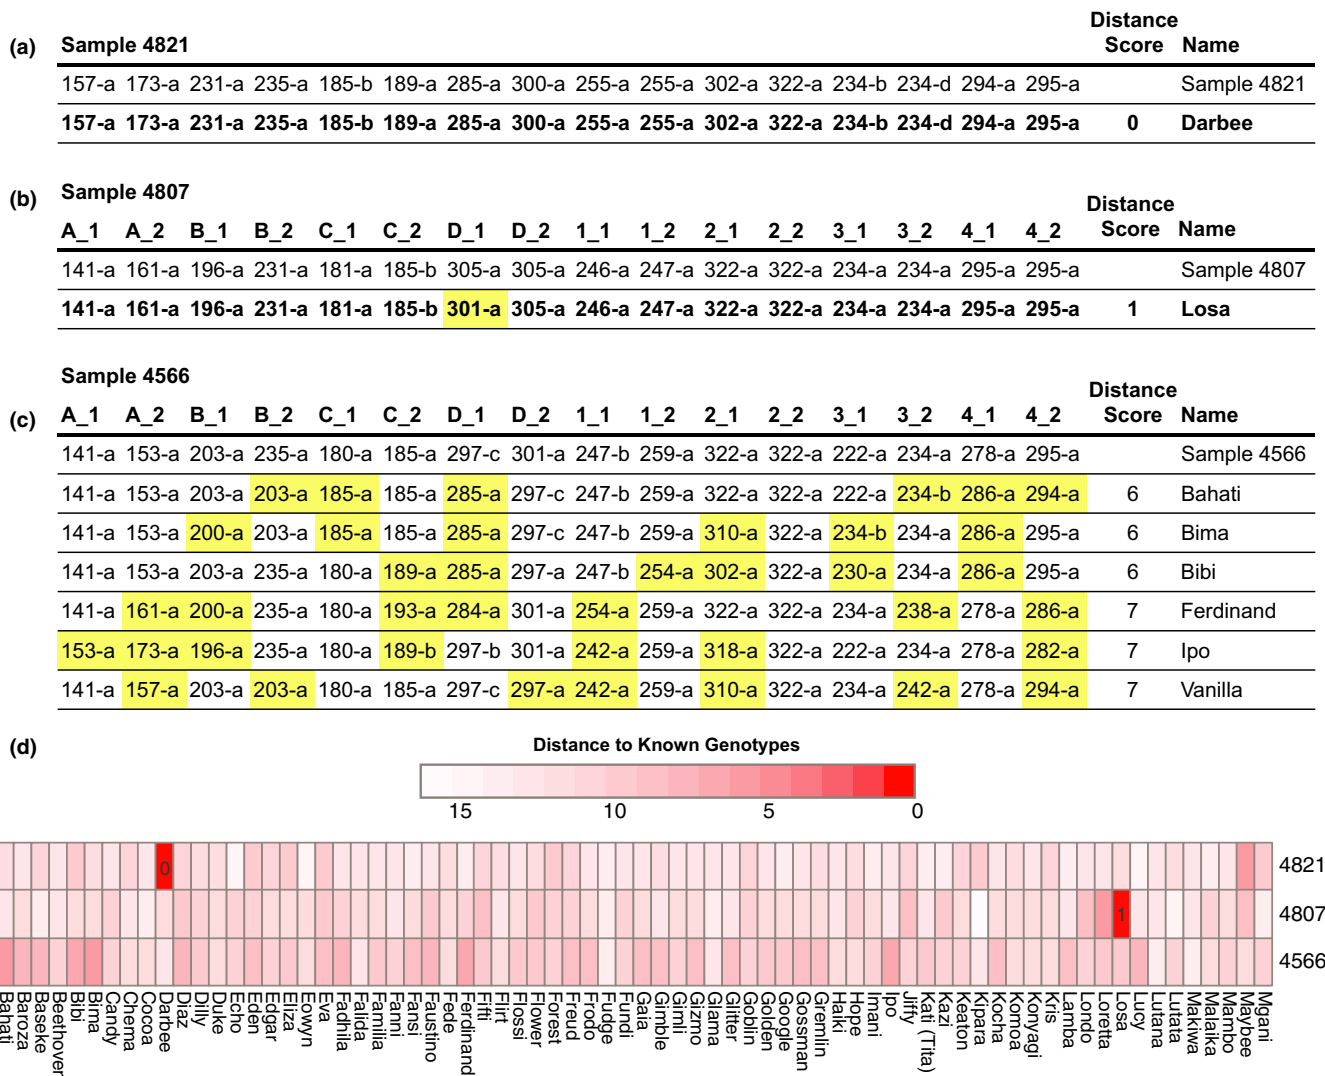 (a) Sample 4821 Distance Score Name
157-a 173-a 231-a 235-a 185-b 189-a 285-a 300-a 255-a 255-a 302-a 322-a 234-b 234-d 294-a 295-a Sample 4821
157-a 173-a 231-a 235-a 185-b 189-a 285-a 300-a 255-a 255-a 302-a 322-a 234-b 234-d 294-a 295-a 0 Darbee
(b) Sample 4807
A_1 A_2 B_1 B_2 C_1 C_2 D_1 D_2 1_1 1_2 2_1 2_2 3_1 3_2 4_1 4_2 Distance Score Name
141-a 161-a 196-a 231-a 181-a 185-b 305-a 305-a 246-a 247-a 322-a 322-a 234-a 234-a 295-a 295-a Sample 4807
141-a 161-a 196-a 231-a 181-a 185-b 301-a 305-a 246-a 247-a 322-a 322-a 234-a 234-a 295-a 295-a 1 Losa
Sample 4566
(c) A_1 A_2 B_1 B_2 C_1 C_2 D_1 D_2 1_1 1_2 2_1 2_2 3_1 3_2 4_1 4_2 Distance Score Name
141-a 153-a 203-a 235-a 180-a 185-a 297-c 301-a 247-b 259-a 322-a 322-a 222-a 234-a 278-a 295-a Sample 4566
141-a 153-a 203-a 203-a 185-a 185-a 285-a 297-c 247-b 259-a 322-a 322-a 222-a 234-b 286-a 294-a 6 Bahati
141-a 153-a 200-a 203-a 185-a 185-a 285-a 297-c 247-b 259-a 310-a 322-a 234-b 234-a 286-a 295-a 6 Bima
141-a 153-a 203-a 235-a 180-a 189-a 285-a 297-a 247-b 254-a 302-a 322-a 230-a 234-a 286-a 295-a 6 Bibi
141-a 161-a 200-a 235-a 180-a 193-a 284-a 301-a 254-a 259-a 322-a 322-a 234-a 238-a 278-a 286-a 7 Ferdinand
153-a 173-a 196-a 235-a 180-a 189-b 297-b 301-a 242-a 259-a 318-a 322-a 222-a 234-a 278-a 282-a 7 Ipo
141-a 157-a 203-a 203-a 180-a 185-a 297-c 297-a 242-a 259-a 310-a 322-a 234-a 242-a 278-a 294-a 7 Vanilla
(d) Distance to Known Genotypes
15 10 5 0
0 4821
1 4807
4566
Bahati
Baroza
Baseke
Beethoven
Bibi
Bima
Candy
Chema
Cocoa
Darbee
Diaz
Dilly
Duke
Echo
Eden
Edgar
Eliza
Eowyn
Eva
Fadhila
Falida
Familia
Fanni
Fansi
Faustino
Fede
Ferdinand
Fifti
Flirt
Flossi
Flower
Forest
Freud
Frodo
Fudge
Fundi
Gaia
Gimble
Gimli
Gizmo
Glama
Glitter
Goblin
Golden
Google
Gossman
Gremlin
Haiki
Hope
Imani
Ipo
Jiffy
Kati (Tita)
Kazi
Keaton
Kipara
Kocha
Komoa
Konyagi
Kris
Lamba
Londo
Loretta
Losa
Lucy
Lutana
Lutata
Makiwa
Malaika
Mambo
Maybee
Mgani